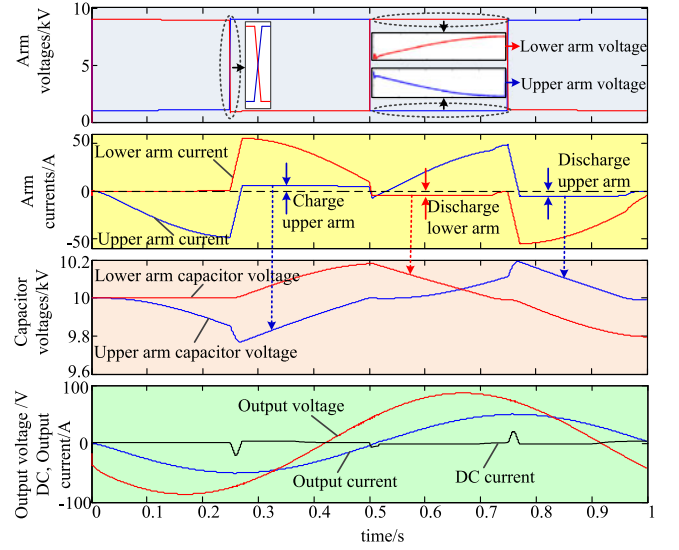 Arm
voltages/kV
10
5
0
Lower arm voltage
Upper arm voltage
Arm
currents/A
50
0
-50
Lower arm current
Upper arm current
Charge
upper arm
Discharge
lower arm
Discharge
upper arm
Capacitor
voltages/kV
10.2
10
9.8
9.6
Lower arm capacitor voltage
Upper arm capacitor voltage
Output voltage /V
DC, Output
current/A
100
0
-100
Output voltage
Output current
DC current
0 0.1 0.2 0.3 0.4 0.5 0.6 0.7 0.8 0.9 1
time/s